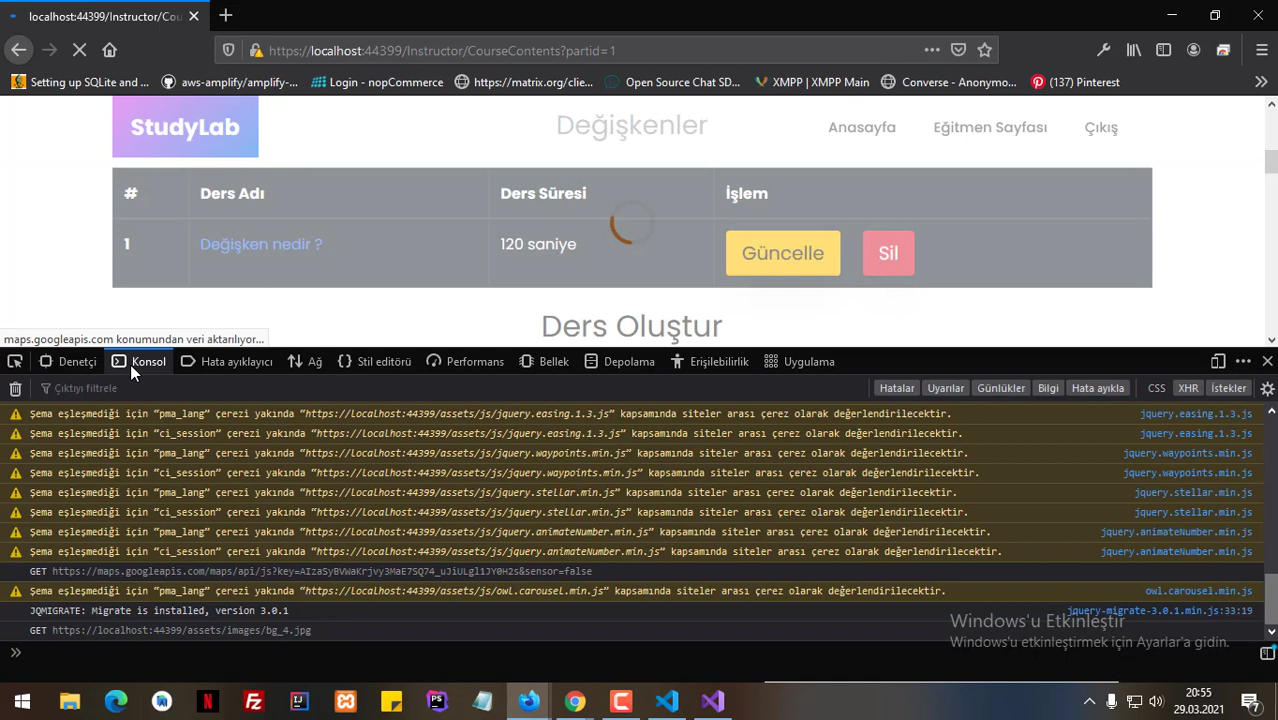 localhost:44399/Instructor/Cou
https://localhost:44399/Instructor/CourseContents?partid=1
Setting up SQLite and ...
aws-amplify/amplify-...
Login - nopCommerce
https://matrix.org/clie...
Open Source Chat SD...
XMPP | XMPP Main
Converse - Anonymo...
(137) Pinterest
StudyLab
Değişkenler
Anasayfa
Eğitmen Sayfası
Çıkış
# Ders Adı Ders Süresi İşlem
1 Değişken nedir ? 120 saniye Güncelle Sil
Ders Oluştur
maps.googleapis.com konumundan veri aktarılıyor...
Denetçi Konsol Hata ayıklayıcı Ağ Stil editörü Performans Bellek Depolama Erişilebilirlik Uygulama
Çıktıyı filtrele Hatalar Uyarılar Günlükler Bilgi Hata ayıkla CSS XHR İstekler
Şema eşleşmediği için “pma_lang” çerezi yakında “https://localhost:44399/assets/js/jquery.easing.1.3.js” kapsamında siteler arası çerez olarak değerlendirilecektir. jquery.easing.1.3.js
Şema eşleşmediği için “ci_session” çerezi yakında “https://localhost:44399/assets/js/jquery.easing.1.3.js” kapsamında siteler arası çerez olarak değerlendirilecektir. jquery.easing.1.3.js
Şema eşleşmediği için “pma_lang” çerezi yakında “https://localhost:44399/assets/js/jquery.waypoints.min.js” kapsamında siteler arası çerez olarak değerlendirilecektir. jquery.waypoints.min.js
Şema eşleşmediği için “ci_session” çerezi yakında “https://localhost:44399/assets/js/jquery.waypoints.min.js” kapsamında siteler arası çerez olarak değerlendirilecektir. jquery.waypoints.min.js
Şema eşleşmediği için “pma_lang” çerezi yakında “https://localhost:44399/assets/js/jquery.stellar.min.js” kapsamında siteler arası çerez olarak değerlendirilecektir. jquery.stellar.min.js
Şema eşleşmediği için “ci_session” çerezi yakında “https://localhost:44399/assets/js/jquery.stellar.min.js” kapsamında siteler arası çerez olarak değerlendirilecektir. jquery.stellar.min.js
Şema eşleşmediği için “pma_lang” çerezi yakında “https://localhost:44399/assets/js/jquery.animateNumber.min.js” kapsamında siteler arası çerez olarak değerlendirilecektir. jquery.animateNumber.min.js
Şema eşleşmediği için “ci_session” çerezi yakında “https://localhost:44399/assets/js/jquery.animateNumber.min.js” kapsamında siteler arası çerez olarak değerlendirilecektir. jquery.animateNumber.min.js
GET https://maps.googleapis.com/maps/api/js?key=AIzaSyBVWaKrjvy3MaE7SQ74_uJiULgl1JY0H2s&sensor=false
Şema eşleşmediği için “pma_lang” çerezi yakında “https://localhost:44399/assets/js/owl.carousel.min.js” kapsamında siteler arası çerez olarak değerlendirilecektir. owl.carousel.min.js
JQMIGRATE: Migrate is installed, version 3.0.1 jquery-migrate-3.0.1.min.js:33:19
GET https://localhost:44399/assets/images/bg_4.jpg
Windows'u Etkinleştir
Windows'u etkinleştirmek için Ayarlar'a gidin.
20:55
29.03.2021
7